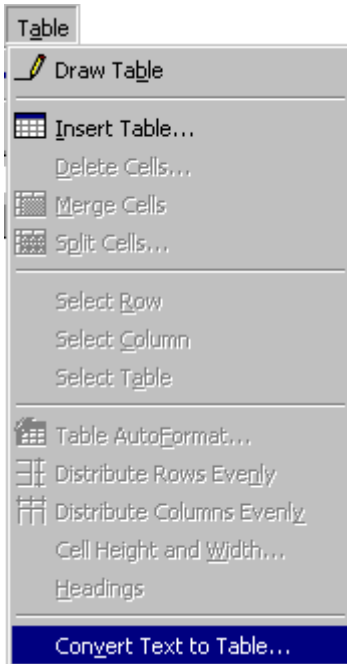 Table
Draw Table
Insert Table...
Delete Cells...
Merge Cells
Split Cells...
Select Row
Select Column
Select Table
Table AutoFormat...
Distribute Rows Evenly
Distribute Columns Evenly
Cell Height and Width...
Headings
Convert Text to Table...